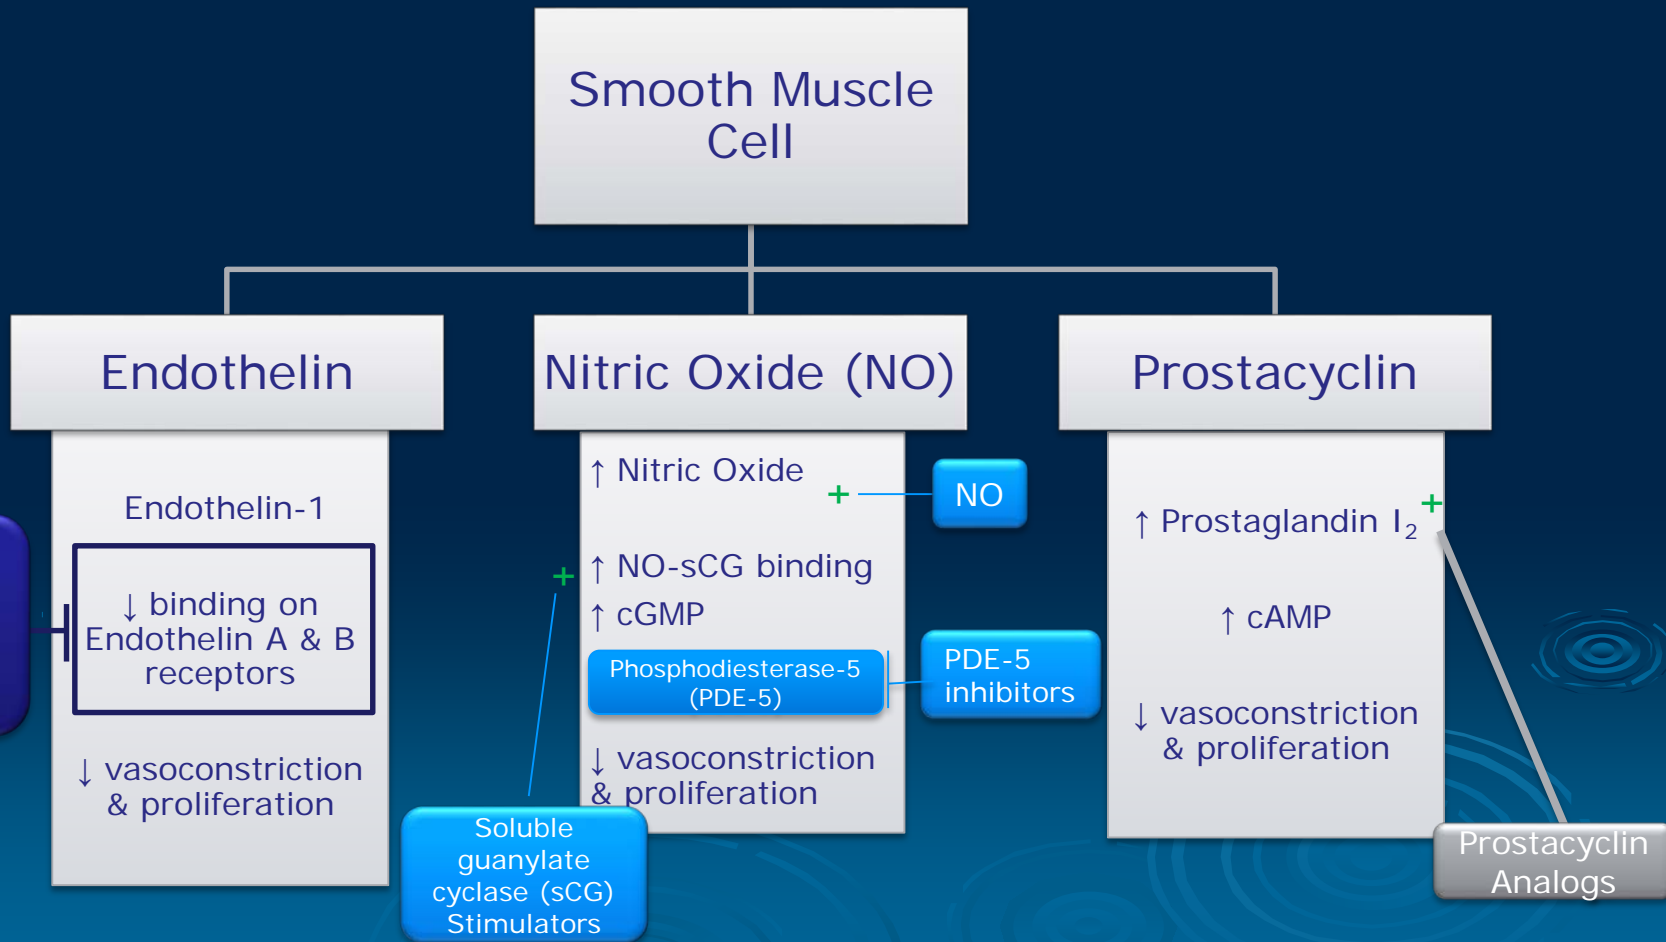 Smooth Muscle
Cell
Endothelin
Endothelin-1
↓ binding on
Endothelin A & B
receptors
↓ vasoconstriction
& proliferation
Nitric Oxide (NO)
↑ Nitric Oxide
+
NO
+
↑ NO-sCG binding
↑ cGMP
Phosphodiesterase-5
(PDE-5)
PDE-5
inhibitors
↓ vasoconstriction
& proliferation
Soluble
guanylate
cyclase (sCG)
Stimulators
Prostacyclin
+
↑ Prostaglandin I₂
↑ cAMP
↓ vasoconstriction
& proliferation
Prostacyclin
Analogs